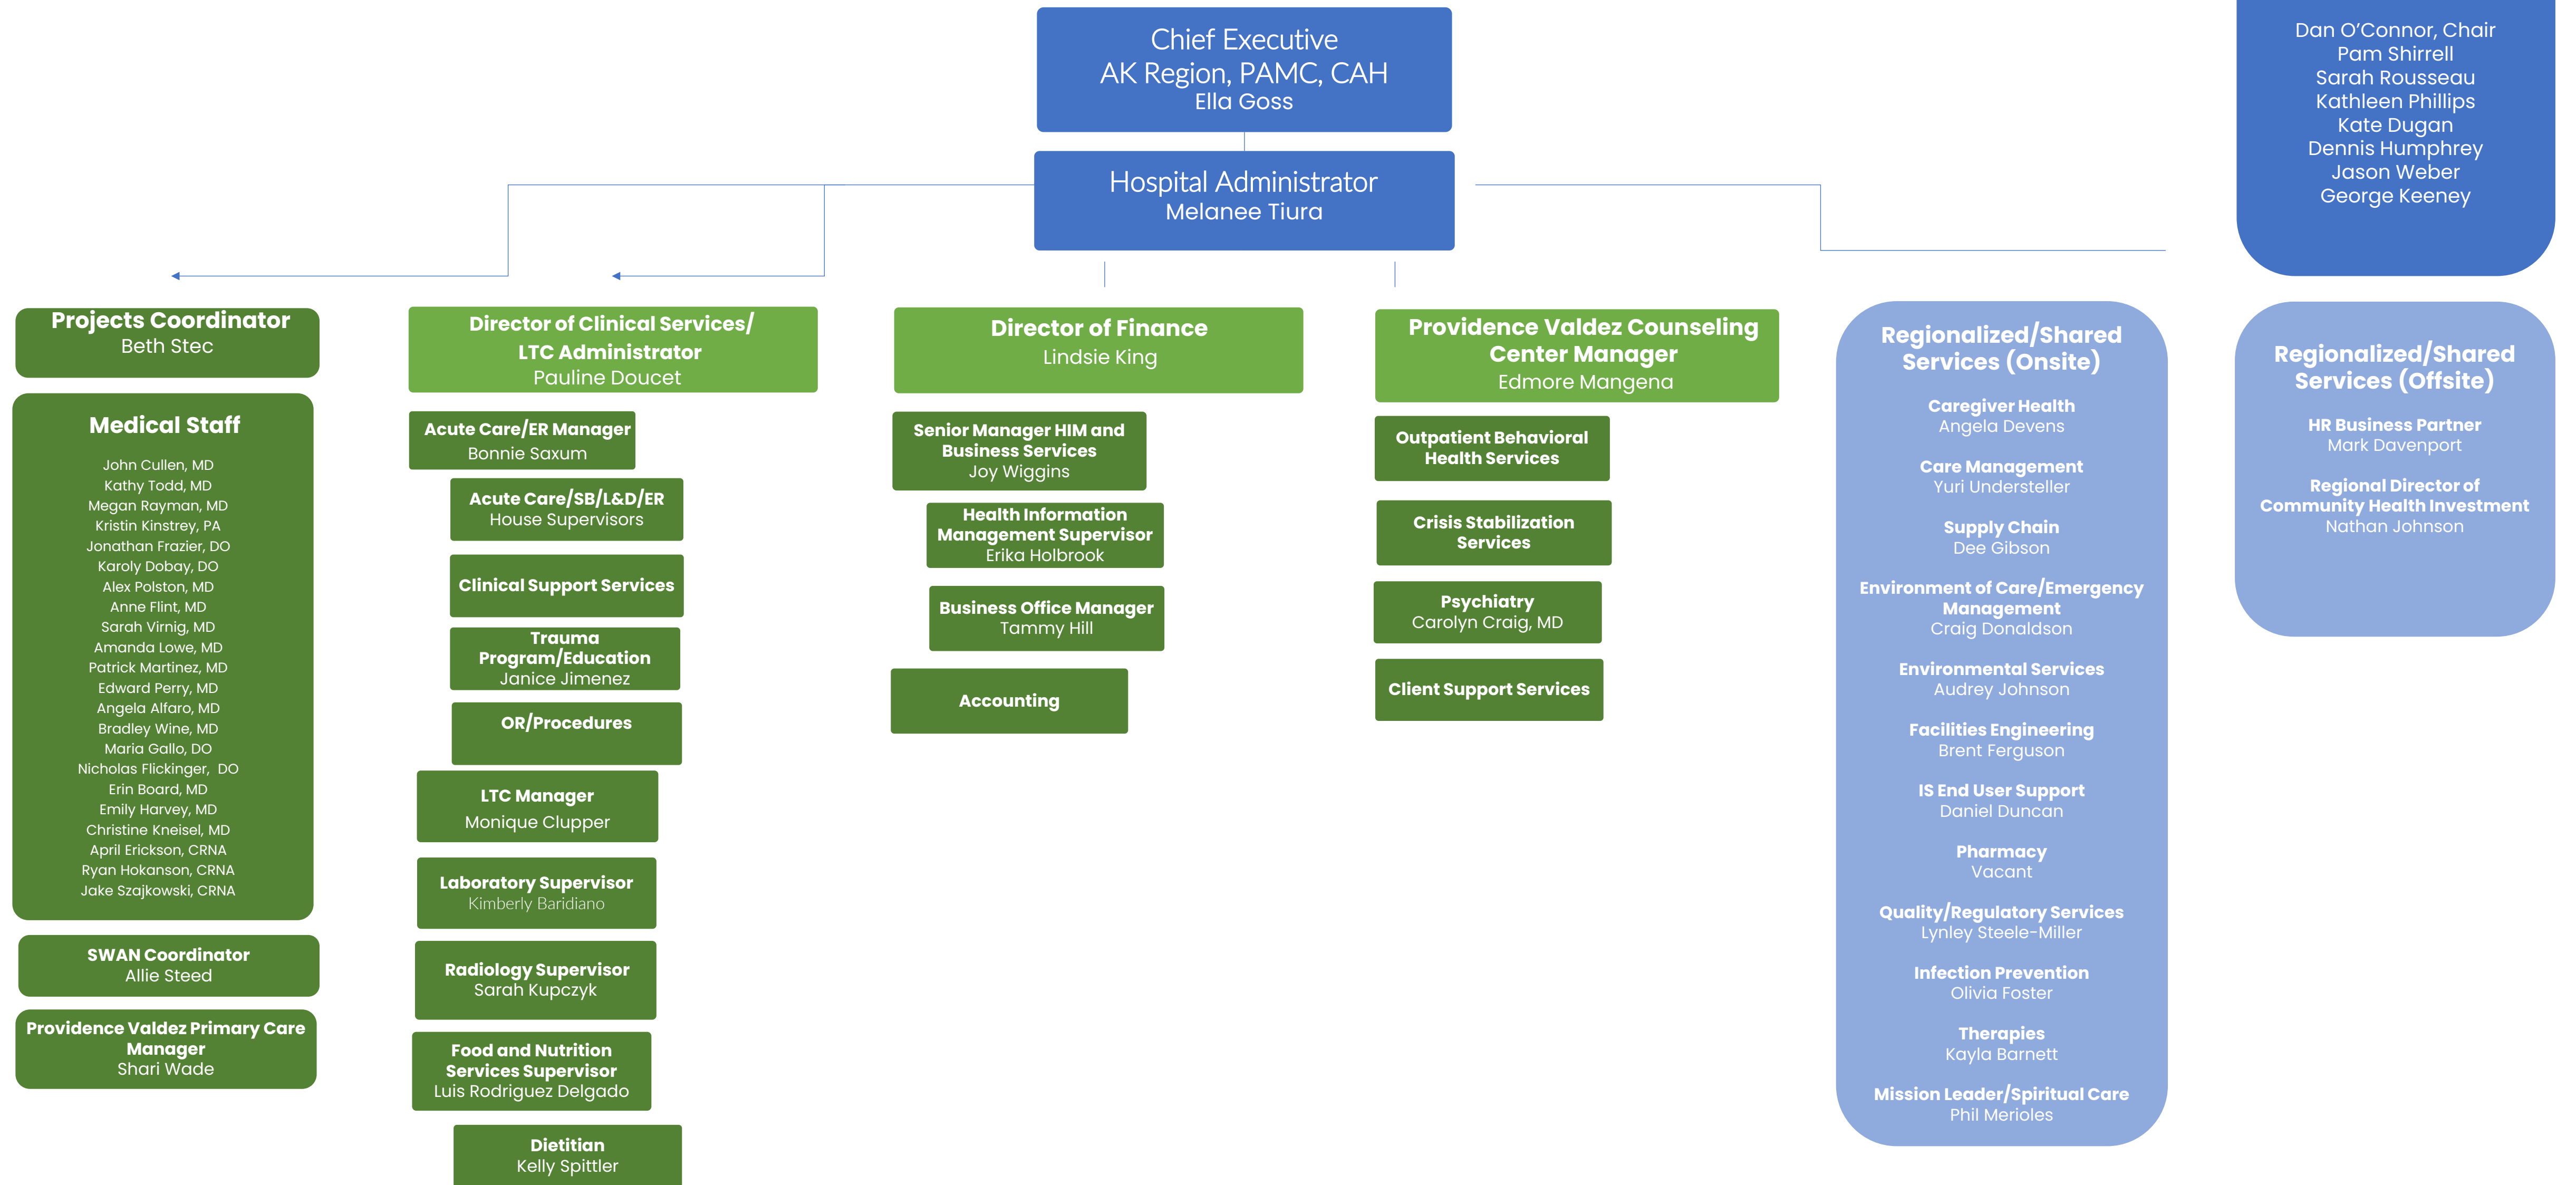 Chief Executive
AK Region, PAMC, CAH
Ella Goss
Hospital Administrator
Melanee Tiura
Dan O’Connor, Chair
Pam Shirrell
Sarah Rousseau
Kathleen Phillips
Kate Dugan
Dennis Humphrey
Jason Weber
George Keeney
Projects Coordinator
Beth Stec
Medical Staff
John Cullen, MD
Kathy Todd, MD
Megan Rayman, MD
Kristin Kinstrey, PA
Jonathan Frazier, DO
Karoly Dobay, DO
Alex Polston, MD
Anne Flint, MD
Sarah Virnig, MD
Amanda Lowe, MD
Patrick Martinez, MD
Edward Perry, MD
Angela Alfaro, MD
Bradley Wine, MD
Maria Gallo, DO
Nicholas Flickinger, DO
Erin Board, MD
Emily Harvey, MD
Christine Kneisel, MD
April Erickson, CRNA
Ryan Hokanson, CRNA
Jake Szajkowski, CRNA
SWAN Coordinator
Allie Steed
Providence Valdez Primary Care
Manager
Shari Wade
Director of Clinical Services/
LTC Administrator
Pauline Doucet
Acute Care/ER Manager
Bonnie Saxum
Acute Care/SB/L&D/ER
House Supervisors
Clinical Support Services
Trauma
Program/Education
Janice Jimenez
OR/Procedures
LTC Manager
Monique Clupper
Laboratory Supervisor
Kimberly Baridiano
Radiology Supervisor
Sarah Kupczyk
Food and Nutrition
Services Supervisor
Luis Rodriguez Delgado
Dietitian
Kelly Spittler
Director of Finance
Lindsie King
Senior Manager HIM and
Business Services
Joy Wiggins
Health Information
Management Supervisor
Erika Holbrook
Business Office Manager
Tammy Hill
Accounting
Providence Valdez Counseling
Center Manager
Edmore Mangena
Outpatient Behavioral
Health Services
Crisis Stabilization
Services
Psychiatry
Carolyn Craig, MD
Client Support Services
Regionalized/Shared
Services (Onsite)
Caregiver Health
Angela Devens
Care Management
Yuri Understeller
Supply Chain
Dee Gibson
Environment of Care/Emergency
Management
Craig Donaldson
Environmental Services
Audrey Johnson
Facilities Engineering
Brent Ferguson
IS End User Support
Daniel Duncan
Pharmacy
Vacant
Quality/Regulatory Services
Lynley Steele-Miller
Infection Prevention
Olivia Foster
Therapies
Kayla Barnett
Mission Leader/Spiritual Care
Phil Merioles
Regionalized/Shared
Services (Offsite)
HR Business Partner
Mark Davenport
Regional Director of
Community Health Investment
Nathan Johnson